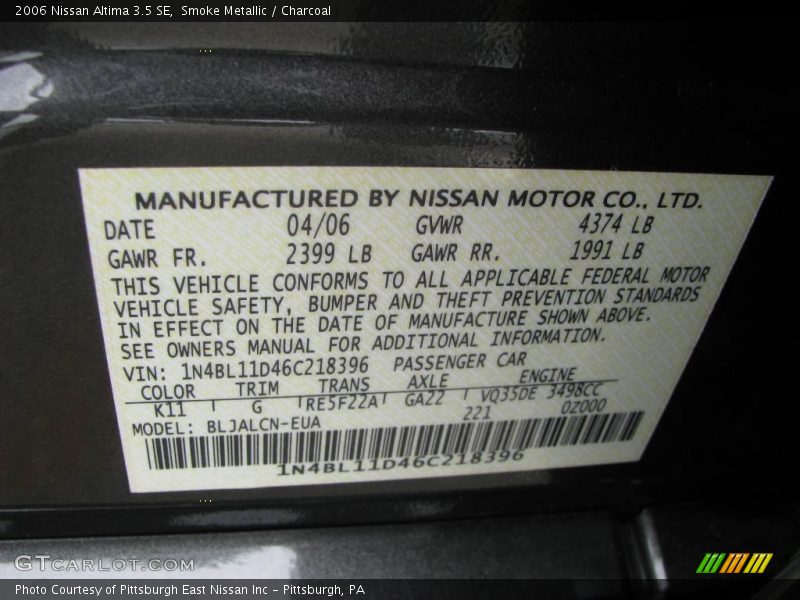 2006 Nissan Altima 3.5 SE,  Smoke Metallic / Charcoal
MANUFACTURED BY NISSAN MOTOR CO., LTD.
DATE 04/06 GVWR 4374 LB
GAWR FR. 2399 LB GAWR RR. 1991 LB
THIS VEHICLE CONFORMS TO ALL APPLICABLE FEDERAL MOTOR
VEHICLE SAFETY, BUMPER AND THEFT PREVENTION STANDARDS
IN EFFECT ON THE DATE OF MANUFACTURE SHOWN ABOVE.
SEE OWNERS MANUAL FOR ADDITIONAL INFORMATION.
VIN: 1N4BL11D46C218396 PASSENGER CAR
COLOR TRIM TRANS AXLE ENGINE
K11 G RE5F22A GA22 VQ35DE 3498CC
221 0Z000
MODEL: BLJALCN-EUA
1N4BL11D46C218396
GTCARLOT.COM
Photo Courtesy of Pittsburgh East Nissan Inc - Pittsburgh, PA